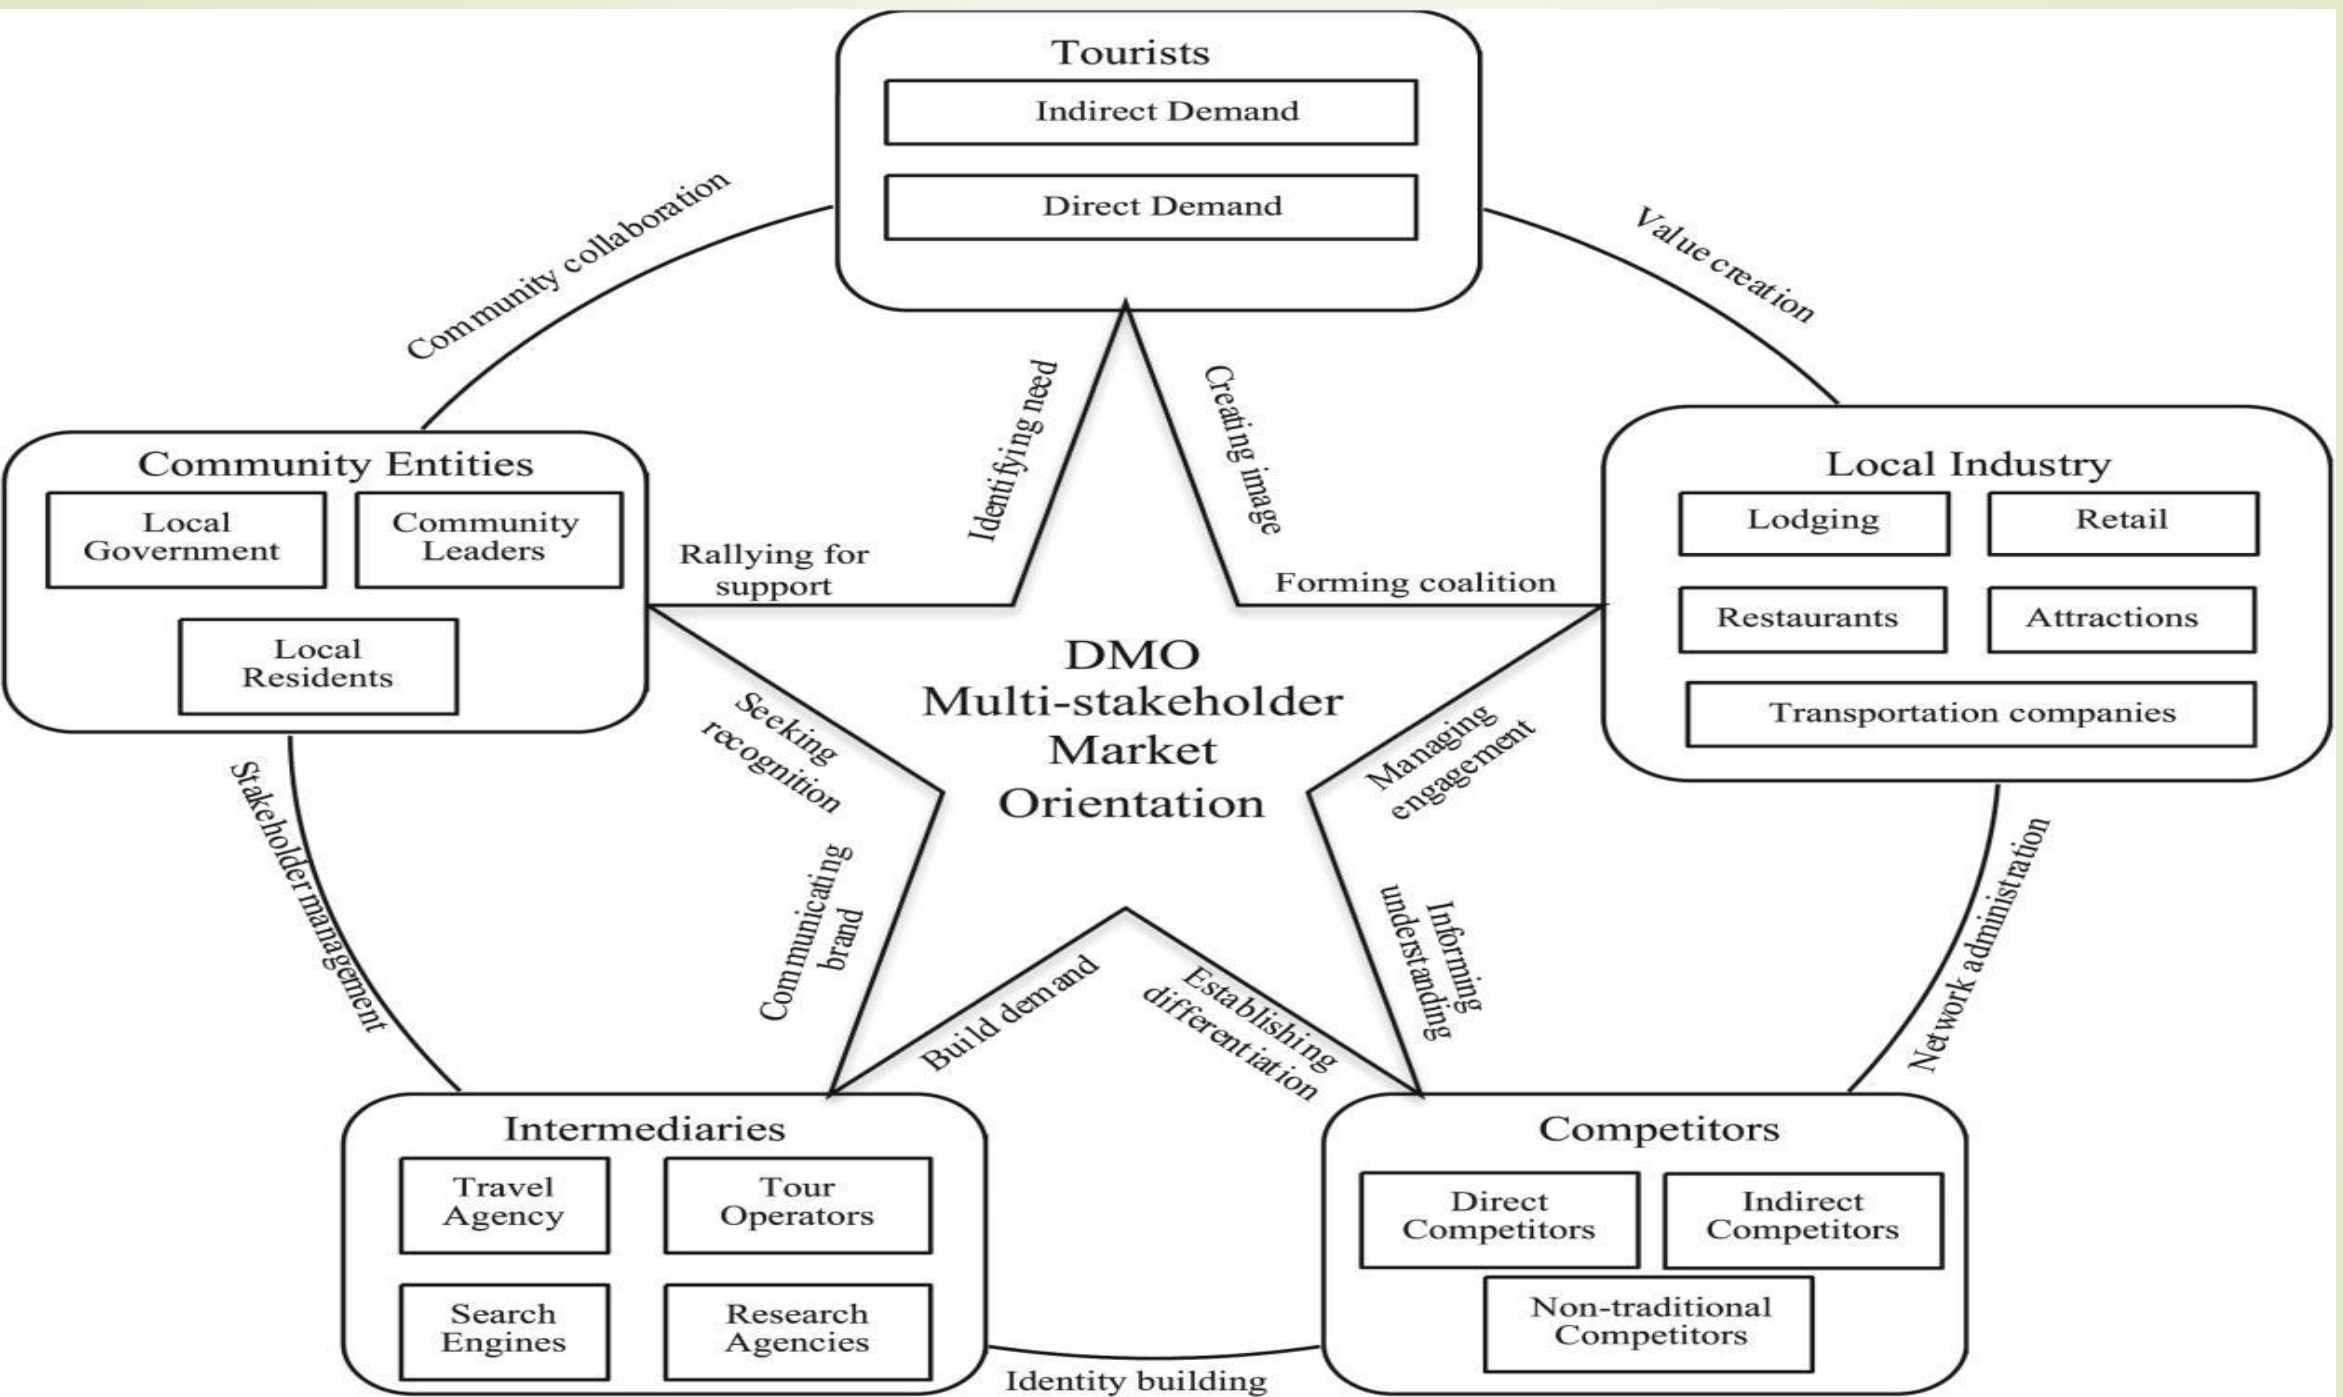 Tourists
Indirect Demand
Direct Demand
Community collaboration
Value creation
Identifying need
Creating image
Community Entities
Local
Government
Community
Leaders
Local
Residents
Rallying for
support
Forming coalition
Local Industry
Lodging
Retail
Restaurants
Attractions
Transportation companies
DMO
Multi-stakeholder
Market
Orientation
Seeking
recognition
Managing
engagement
Stakeholder management
Communicating
brand
Build demand
Establishing
differentiation
Informing
understanding
Network administration
Intermediaries
Travel
Agency
Tour
Operators
Search
Engines
Research
Agencies
Identity building
Competitors
Direct
Competitors
Indirect
Competitors
Non-traditional
Competitors